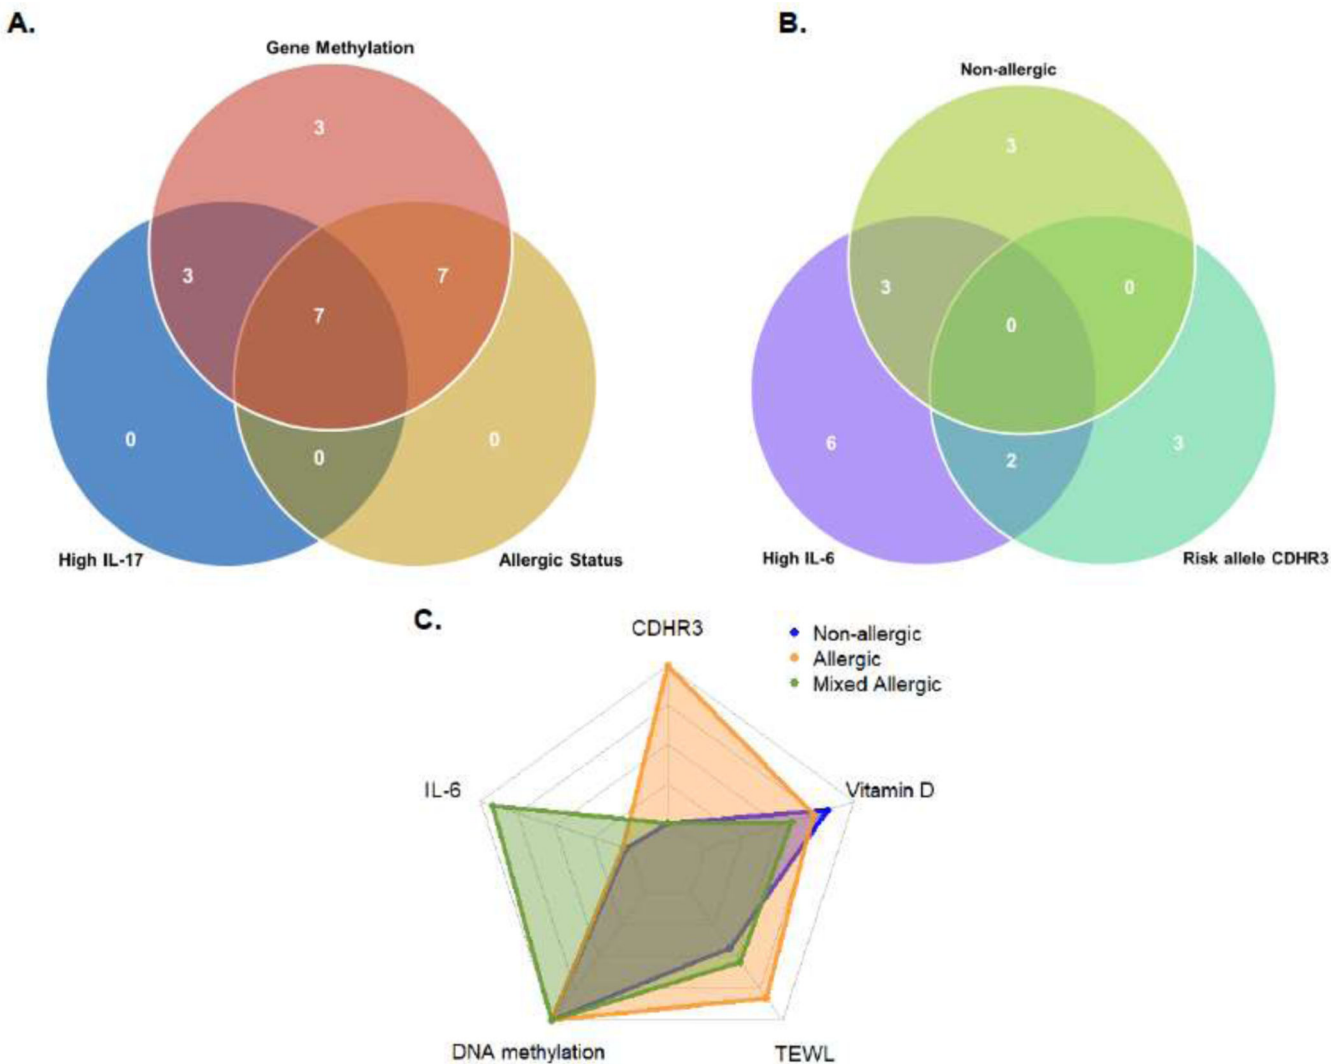 A.
Gene Methylation
3
3
7
7
0
0
0
High IL-17
Allergic Status
B.
Non-allergic
3
3
0
0
6
2
3
High IL-6
Risk allele CDHR3
C.
CDHR3
Non-allergic
Allergic
Mixed Allergic
IL-6
Vitamin D
DNA methylation
TEWL